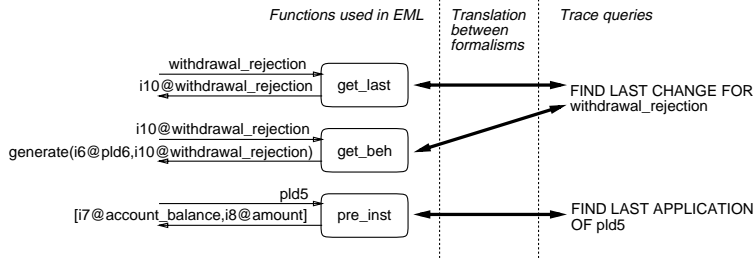 Functions used in EML
Translation
between
formalisms
Trace queries
withdrawal_rejection
i10@withdrawal_rejection
get_last
FIND LAST CHANGE FOR
withdrawal_rejection
i10@withdrawal_rejection
generate(i6@pld6,i10@withdrawal_rejection)
get_beh
pld5
[i7@account_balance,i8@amount]
pre_inst
FIND LAST APPLICATION
OF pld5